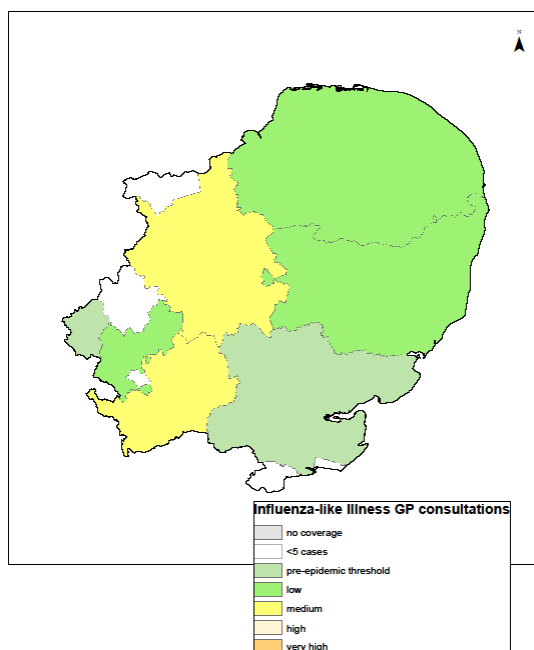 N
Influenza-like Illness GP consultations
no coverage
<5 cases
pre-epidemic threshold
low
medium
high
very high